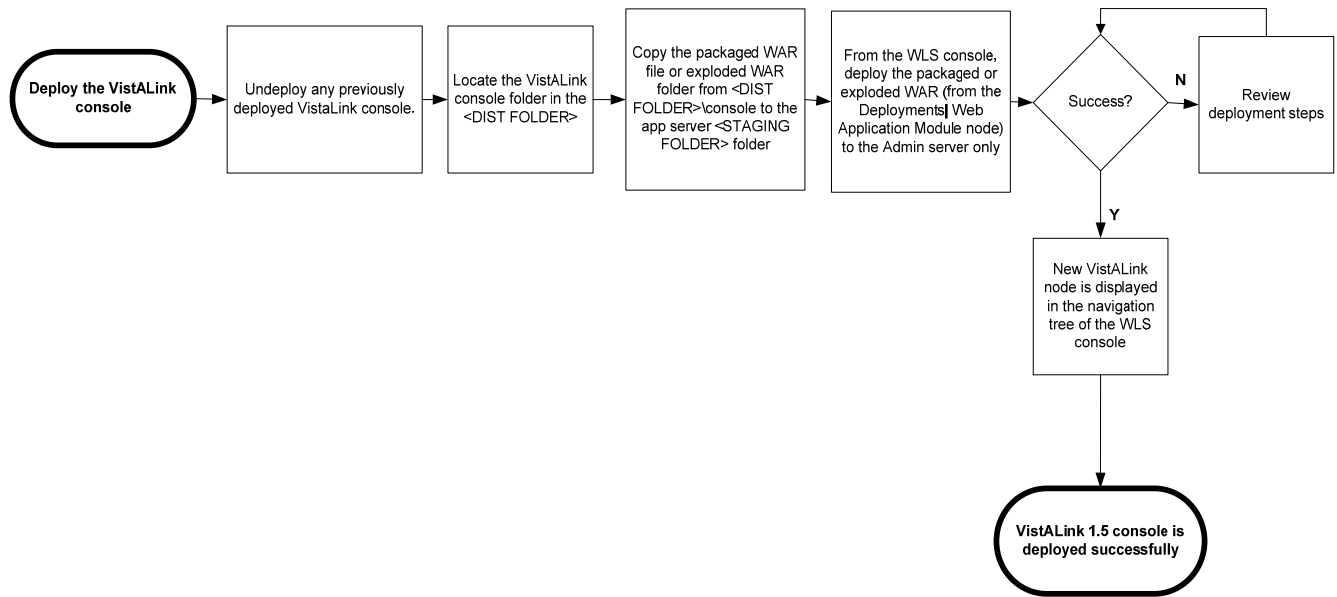 Deploy the VistALink
console
Undeploy any previously
deployed VistaLink console.
Locate the VistALink
console folder in the
<DIST FOLDER>
Copy the packaged WAR
file or exploded WAR
folder from <DIST
FOLDER>\console to the
app server <STAGING
FOLDER> folder
From the WLS console,
deploy the packaged or
exploded WAR (from the
Deployments| Web
Application Module node)
to the Admin server only
Success?
N
Review
deployment steps
Y
New VistALink
node is displayed
in the navigation
tree of the WLS
console
VistALink 1.5 console is
deployed successfully